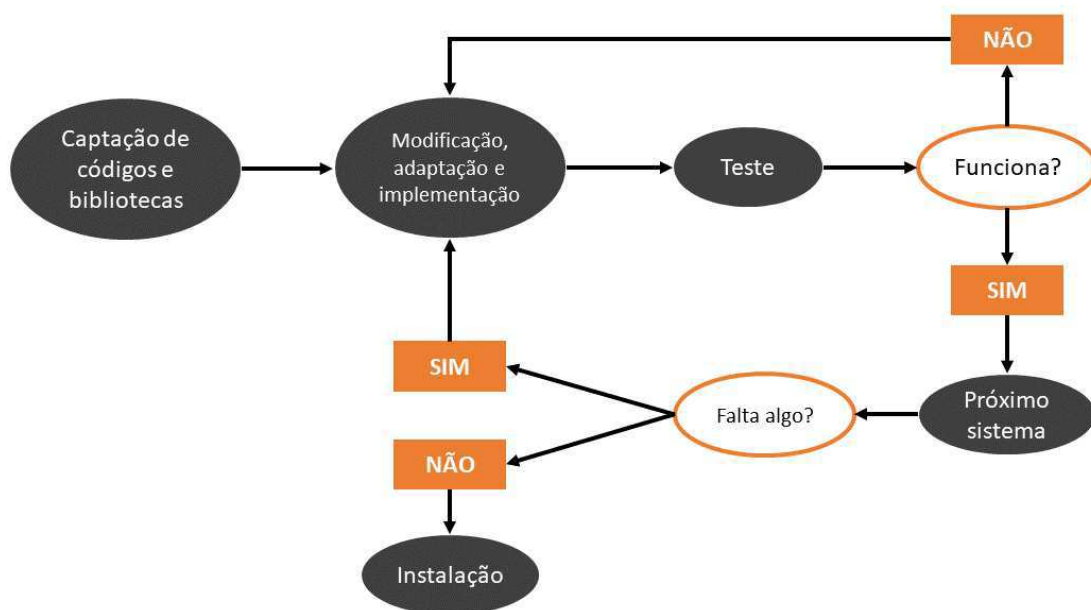 NÃO
Captação de
códigos e
bibliotecas
Modificação,
adaptação e
implementação
Teste
Funciona?
SIM
SIM
Falta algo?
Próximo
sistema
NÃO
Instalação